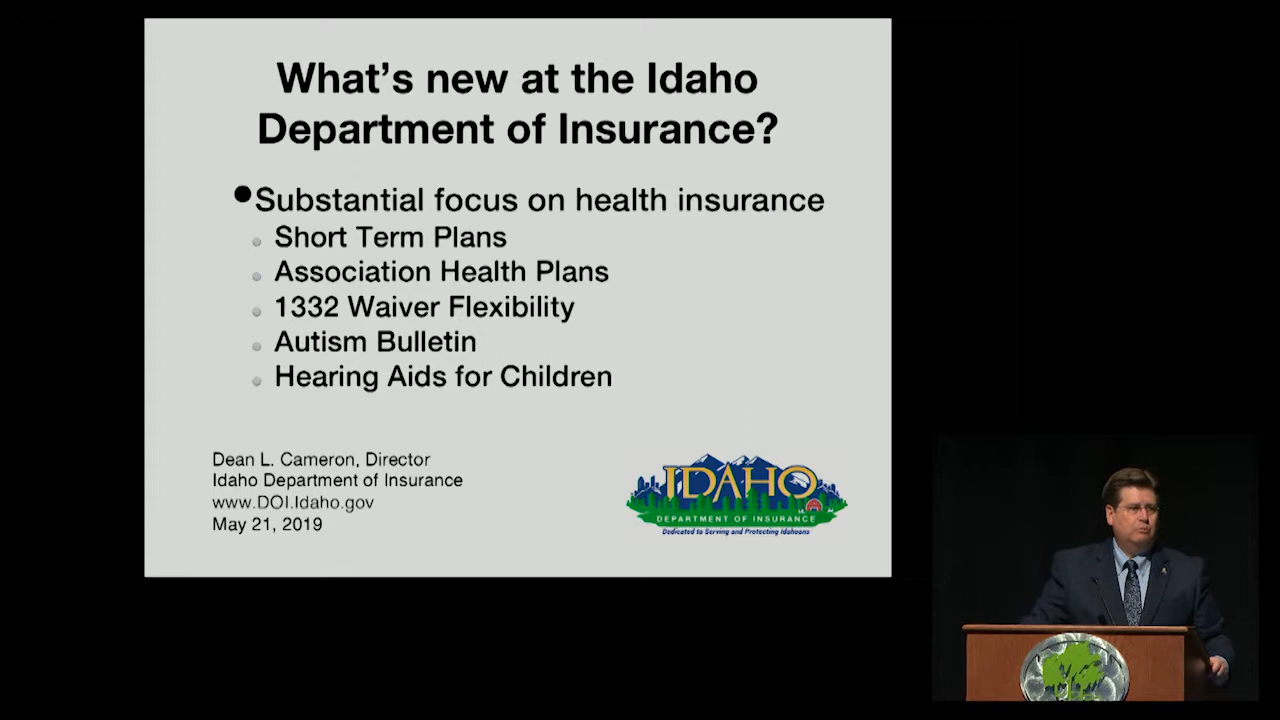 What's new at the Idaho
Department of Insurance?
Substantial focus on health insurance
Short Term Plans
Association Health Plans
1332 Waiver Flexibility
Autism Bulletin
Hearing Aids for Children
Dean L. Cameron, Director
Idaho Department of Insurance
www.DOI.Idaho.gov
May 21, 2019
IDAHO
DEPARTMENT OF INSURANCE
Dedicated to Serving and Protecting Idahoans